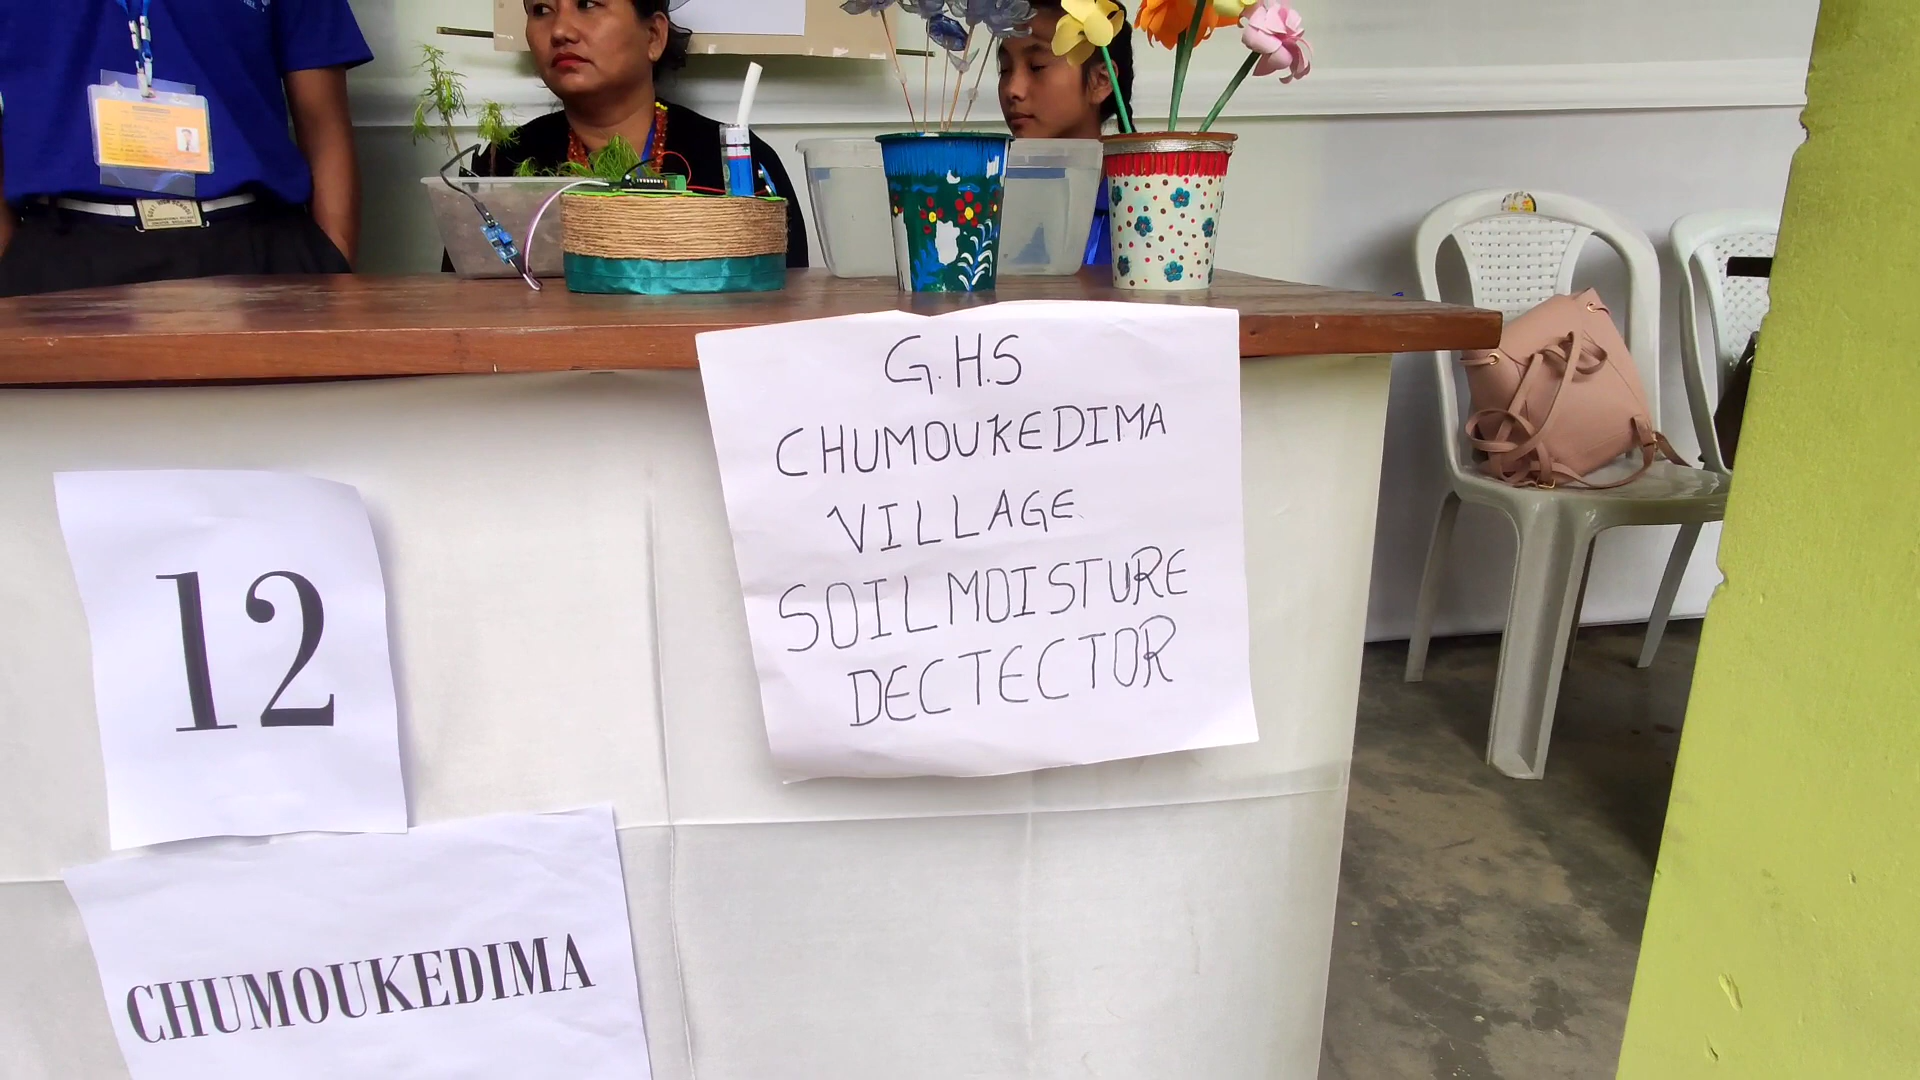 G.H.S
CHUMOUKEDIMA
VILLAGE
SOIL MOISTURE
DECTECTOR
12
CHUMOUKEDIMA